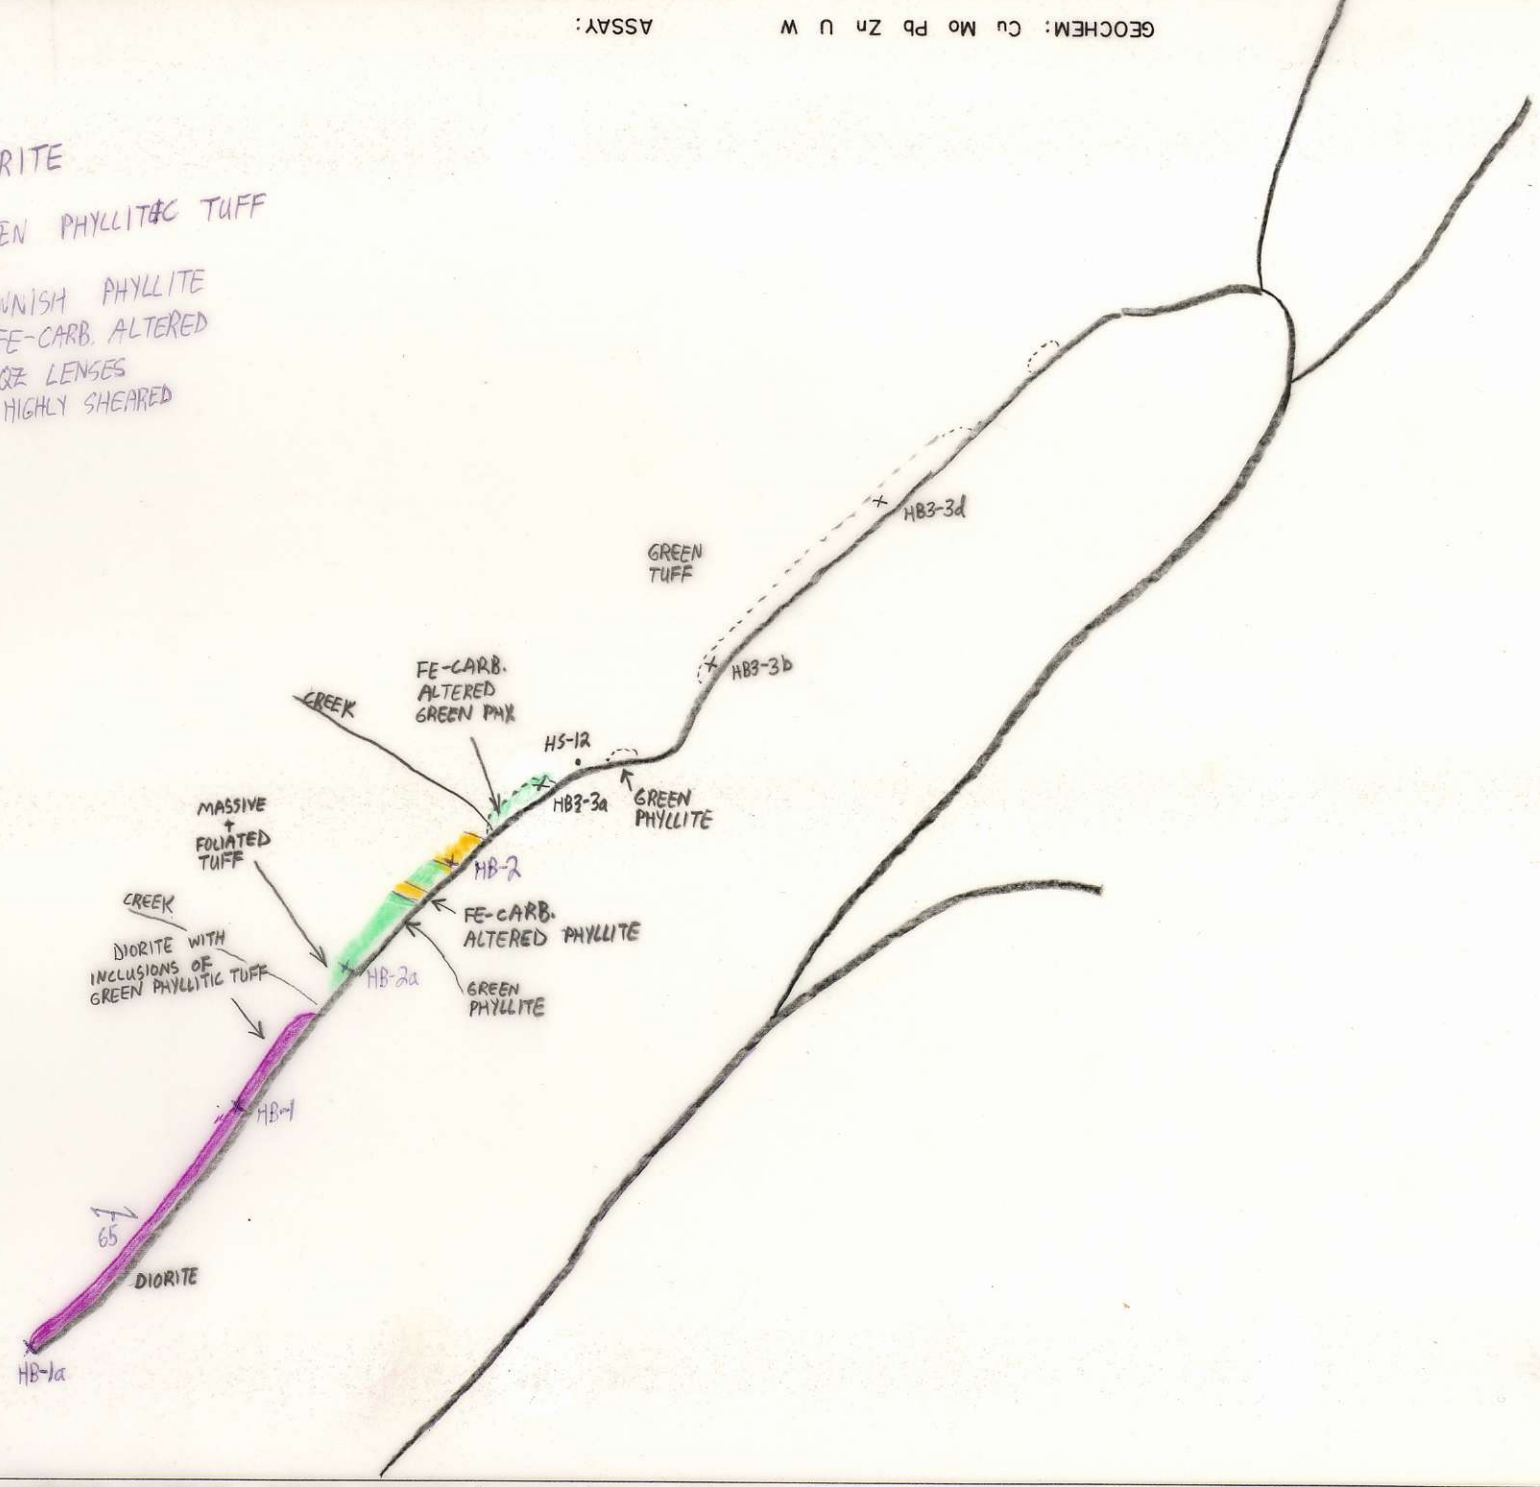 GEOCHEM: Cu Mo Pb Zn U W ASSAY:
RITE
EN PHYLLITIC TUFF
WNISH PHYLLITE
FE-CARB. ALTERED
QZ LENSES
HIGHLY SHEARED
HB3-3d
GREEN
TUFF
HB3-3b
FE-CARB.
ALTERED
GREEN PHY
CREEK
HS-12
HB3-3a
GREEN
PHYLLITE
MASSIVE
+
FOLIATED
TUFF
HB-2
FE-CARB.
ALTERED PHYLLITE
CREEK
DIORITE WITH
INCLUSIONS OF
GREEN PHYLLITIC TUFF
HB-2a
GREEN
PHYLLITE
HB-1
65
DIORITE
HB-1a